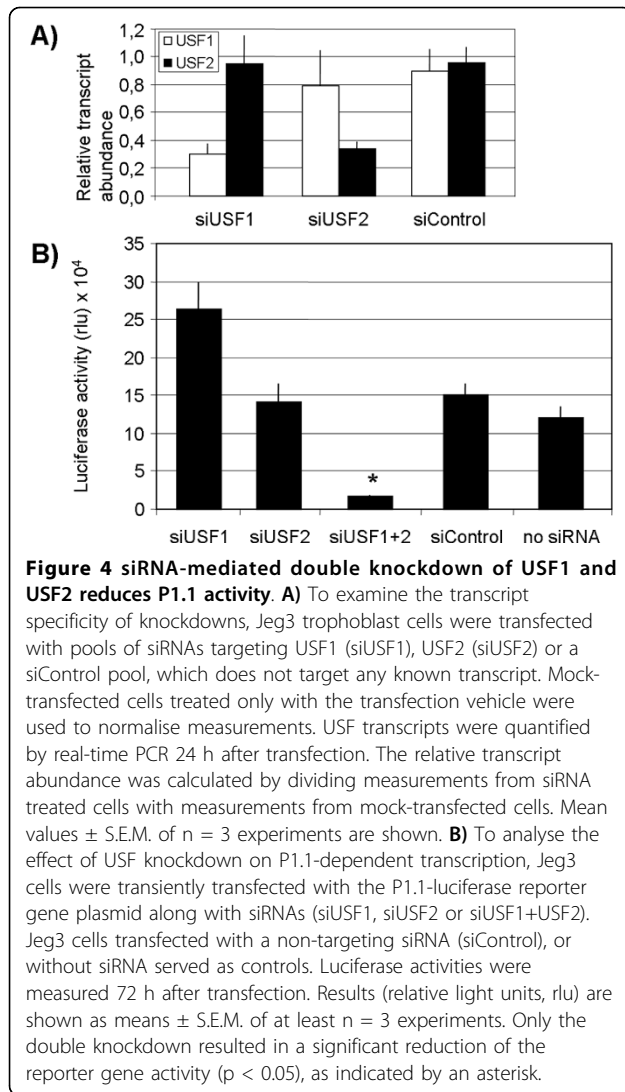 A)
1,2
1,0
0,8
0,6
0,4
0,2
0,0
Relative transcript
abundance
USF1
USF2
siUSF1 siUSF2 siControl
B)
35
30
25
20
15
10
5
0
Luciferase activity (rlu) x 10⁴
*
siUSF1 siUSF2 siUSF1+2 siControl no siRNA
Figure 4 siRNA-mediated double knockdown of USF1 and
USF2 reduces P1.1 activity. A) To examine the transcript
specificity of knockdowns, Jeg3 trophoblast cells were transfected
with pools of siRNAs targeting USF1 (siUSF1), USF2 (siUSF2) or a
siControl pool, which does not target any known transcript. Mock-
transfected cells treated only with the transfection vehicle were
used to normalise measurements. USF transcripts were quantified
by real-time PCR 24 h after transfection. The relative transcript
abundance was calculated by dividing measurements from siRNA
treated cells with measurements from mock-transfected cells. Mean
values ± S.E.M. of n = 3 experiments are shown. B) To analyse the
effect of USF knockdown on P1.1-dependent transcription, Jeg3
cells were transiently transfected with the P1.1-luciferase reporter
gene plasmid along with siRNAs (siUSF1, siUSF2 or siUSF1+USF2).
Jeg3 cells transfected with a non-targeting siRNA (siControl), or
without siRNA served as controls. Luciferase activities were
measured 72 h after transfection. Results (relative light units, rlu) are
shown as means ± S.E.M. of at least n = 3 experiments. Only the
double knockdown resulted in a significant reduction of the
reporter gene activity (p < 0.05), as indicated by an asterisk.